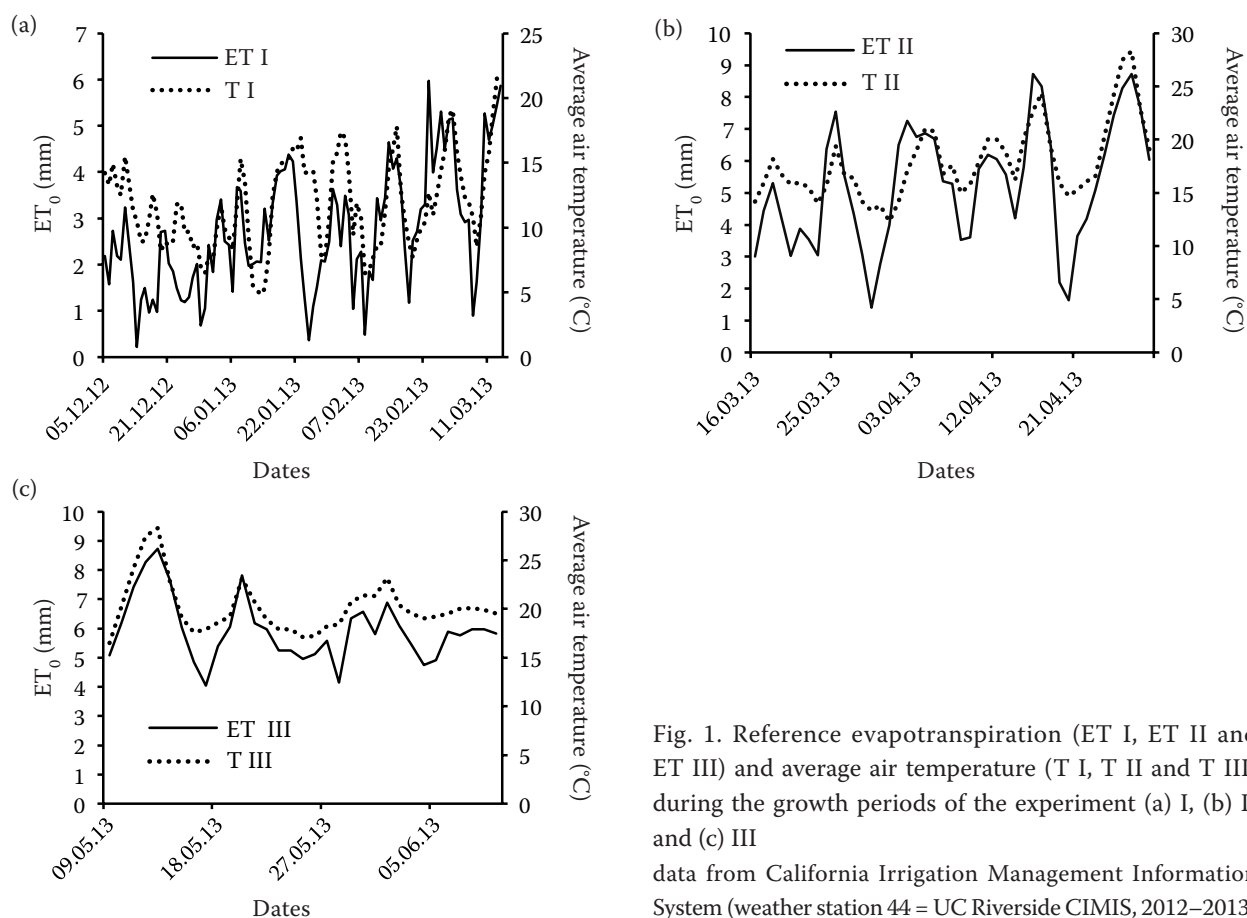 (a)
7
6
5
4
3
2
1
0
ET0 (mm)
ET I
T I
25
20
15
10
5
0
Average air temperature (°C)
05.12.12
21.12.12
06.01.13
22.01.13
07.02.13
23.02.13
11.03.13
Dates
(b)
10
9
8
7
6
5
4
3
2
1
0
ET0 (mm)
ET II
T II
30
25
20
15
10
5
0
Average air temperature (°C)
16.03.13
25.03.13
03.04.13
12.04.13
21.04.13
Dates
(c)
10
9
8
7
6
5
4
3
2
1
0
ET0 (mm)
ET III
T III
30
25
20
15
10
5
0
Average air temperature (°C)
09.05.13
18.05.13
27.05.13
05.06.13
Dates
Fig. 1. Reference evapotranspiration (ET I, ET II and
ET III) and average air temperature (T I, T II and T III
during the growth periods of the experiment (a) I, (b) I
and (c) III
data from California Irrigation Management Information
System (weather station 44 = UC Riverside CIMIS, 2012–2013